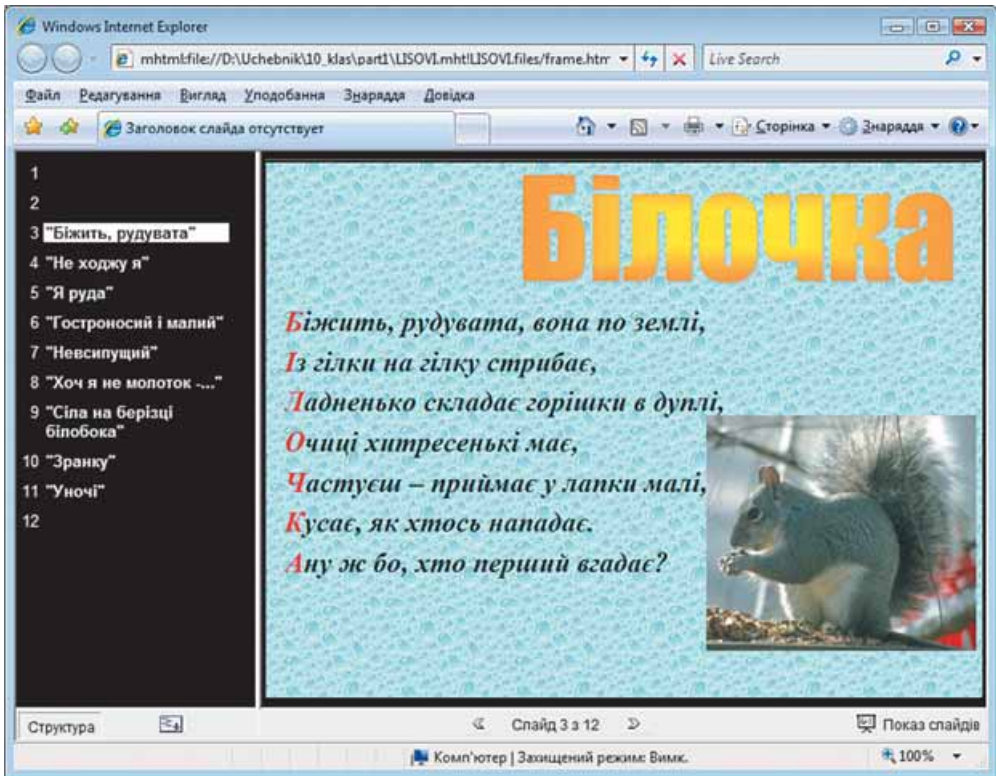 Windows Internet Explorer
mhtml:file://D:\Uchebnik\10_klas\part1\LISOVI.mht!LISOVI.files/frame.htm
Live Search
Файл Редагування Вигляд Уподобання Знаряддя Довідка
Заголовок слайда отсутствует
Сторінка Знаряддя
1
2
3 "Біжить, рудувата"
4 "Не ходжу я"
5 "Я руда"
6 "Гостроносий і малий"
7 "Невсипущий"
8 "Хоч я не молоток -..."
9 "Сіла на берізці
білобока"
10 "Зранку"
11 "Уночі"
12
Білочка
Біжить, рудувата, вона по землі,
Із гілки на гілку стрибає,
Ладненько складає горішки в дуплі,
Очиці хитресенькі має,
Частуєш – приймає у лапки малі,
Кусає, як хтось нападає.
Ану ж бо, хто перший вгадає?
Структура
Слайд 3 з 12
Показ слайдів
Комп'ютер | Захищений режим: Вимк.
100%